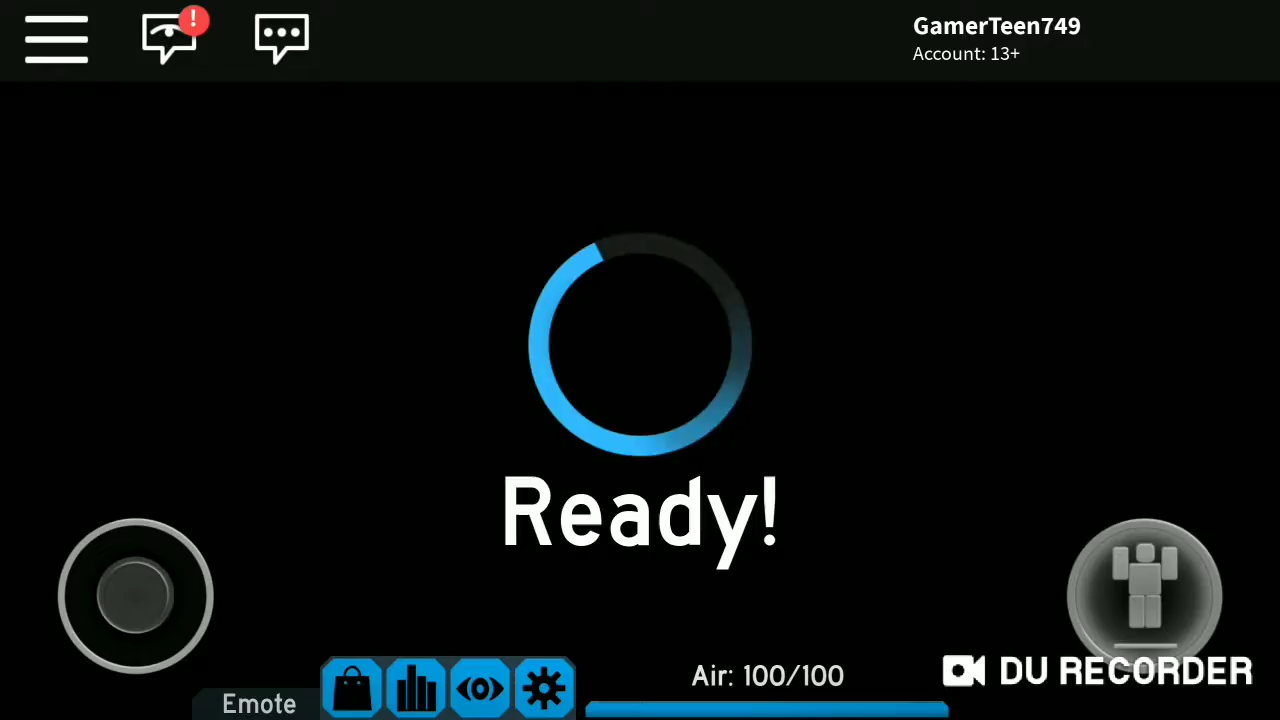 !
GamerTeen749
Account: 13+
Ready!
Air: 100/100
DU RECORDER
Emote